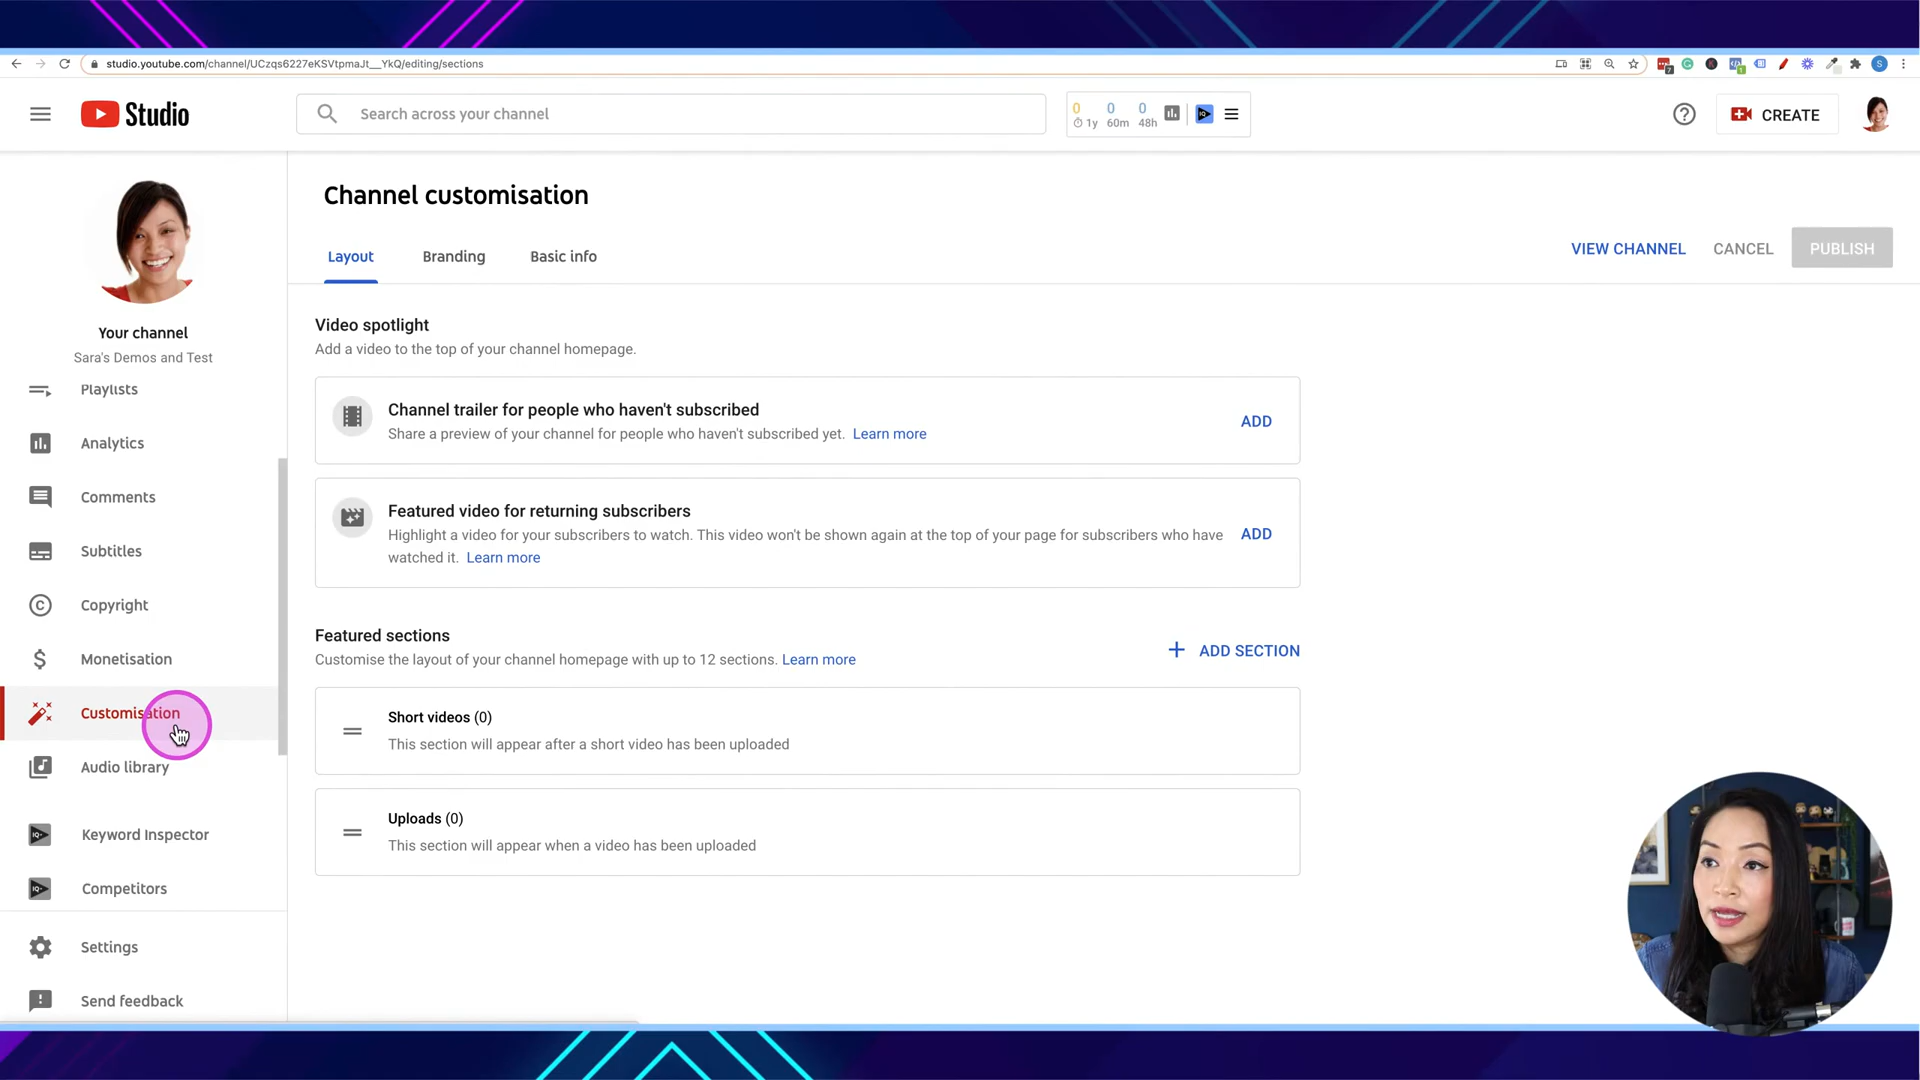 studio.youtube.com/channel/UCzqs6227eKSVtpmaJt__YkQ/editing/sections
Studio
Search across your channel
0 0 0
1y 60m 48h
CREATE
Your channel
Sara's Demos and Test
Playlists
Analytics
Comments
Subtitles
Copyright
Monetisation
Customisation
Audio library
Keyword Inspector
Competitors
Settings
Send feedback
Channel customisation
Layout Branding Basic info
VIEW CHANNEL CANCEL PUBLISH
Video spotlight
Add a video to the top of your channel homepage.
Channel trailer for people who haven't subscribed
Share a preview of your channel for people who haven't subscribed yet. Learn more
ADD
Featured video for returning subscribers
Highlight a video for your subscribers to watch. This video won't be shown again at the top of your page for subscribers who have
watched it. Learn more
ADD
Featured sections
Customise the layout of your channel homepage with up to 12 sections. Learn more
ADD SECTION
Short videos (0)
This section will appear after a short video has been uploaded
Uploads (0)
This section will appear when a video has been uploaded